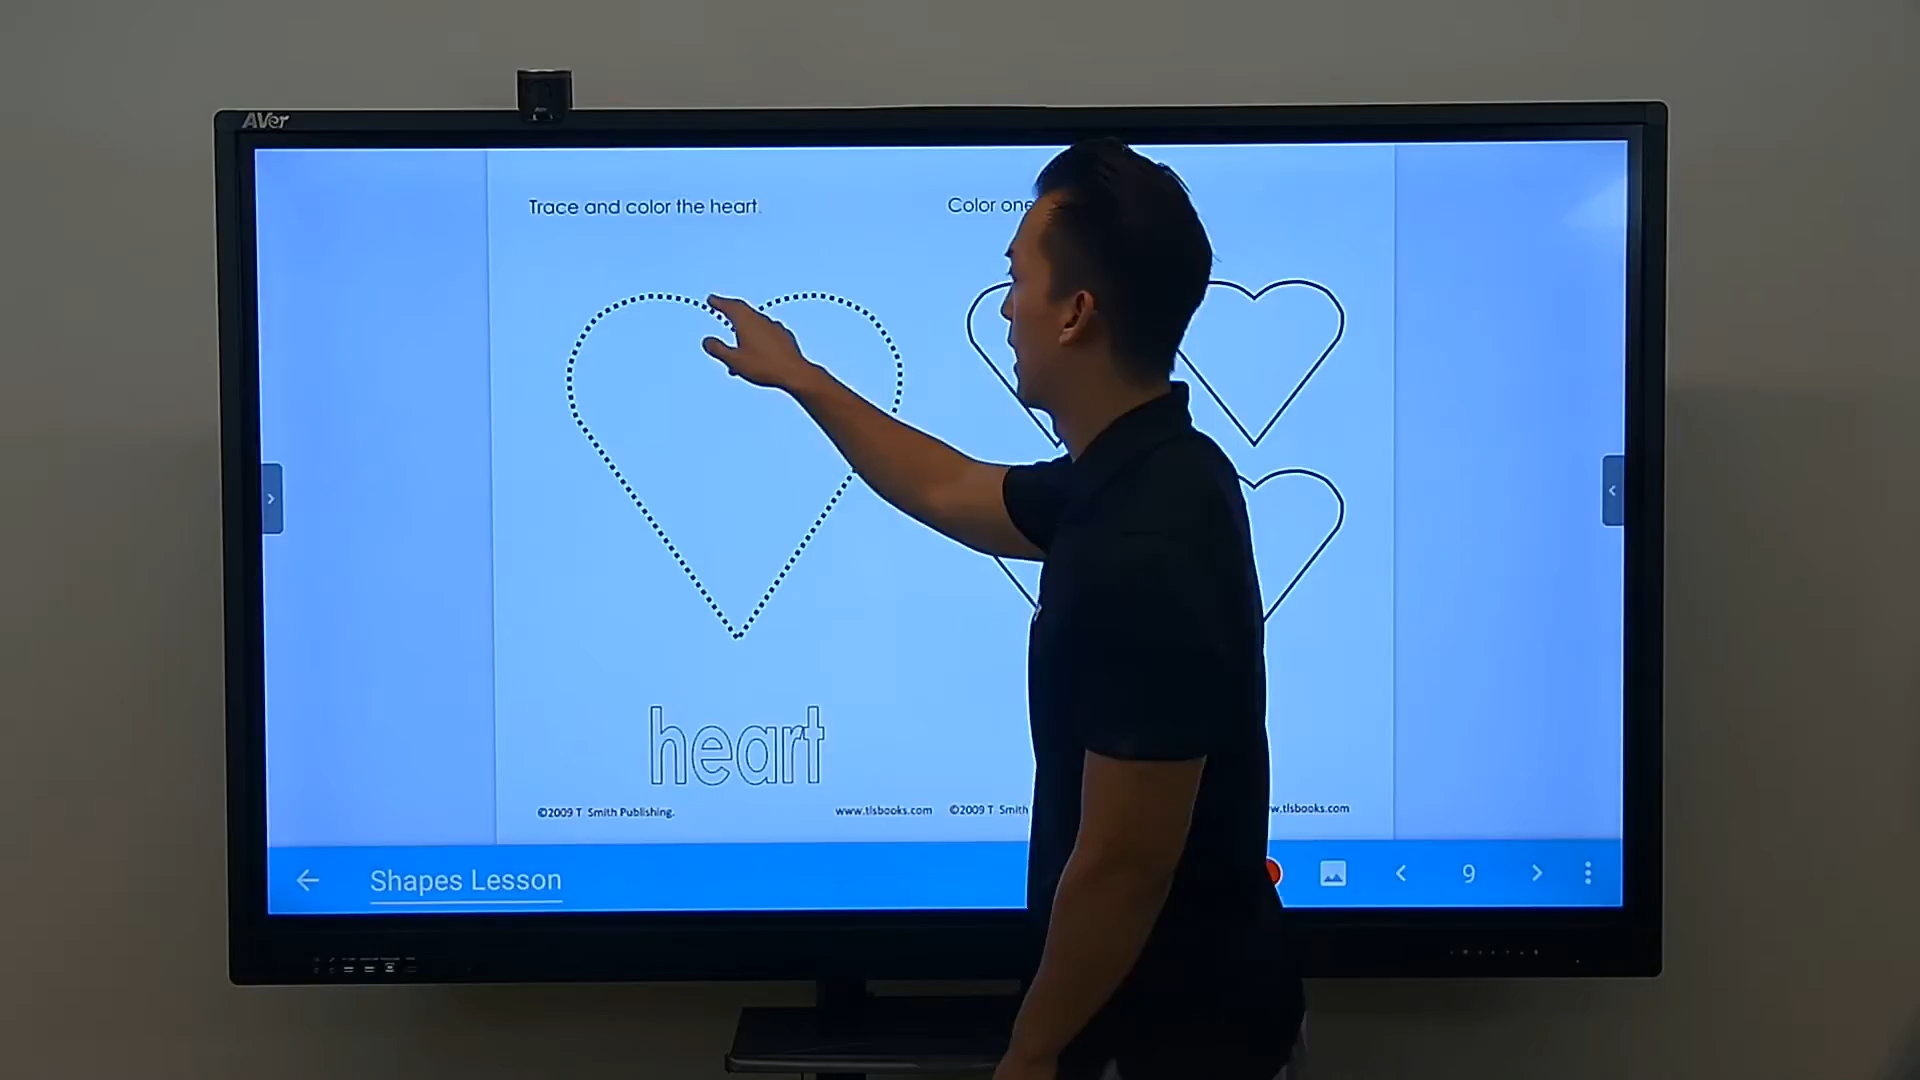 AVer
Trace and color the heart.
Color one
heart
©2009 T Smith Publishing.
www.tlsbooks.com
©2009 T Smith
w.tlsbooks.com
Shapes Lesson
9